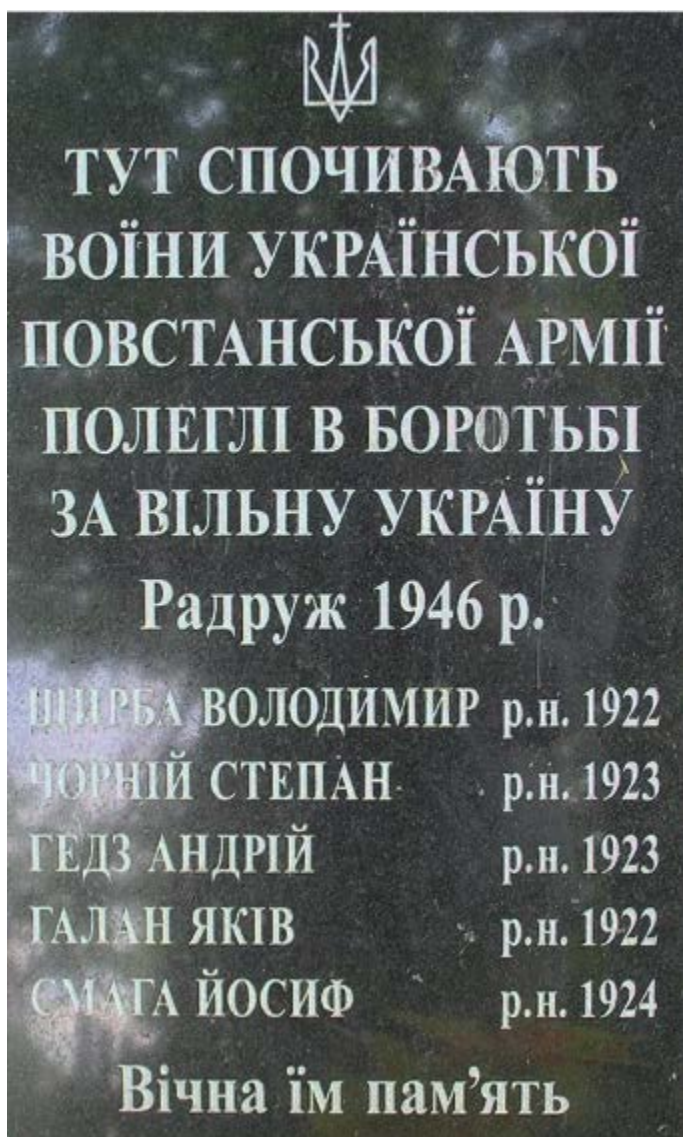 ТУТ СПОЧИВАЮТЬ
ВОЇНИ УКРАЇНСЬКОЇ
ПОВСТАНСЬКОЇ АРМІЇ
ПОЛЕГЛІ В БОРОТЬБІ
ЗА ВІЛЬНУ УКРАЇНУ
Радруж 1946 р.
ЩИРБА ВОЛОДИМИР р.н. 1922
ЧОРНІЙ СТЕПАН р.н. 1923
ГЕДЗ АНДРІЙ р.н. 1923
ГАЛАН ЯКІВ р.н. 1922
СМАГА ЙОСИФ р.н. 1924
Вічна їм пам’ять